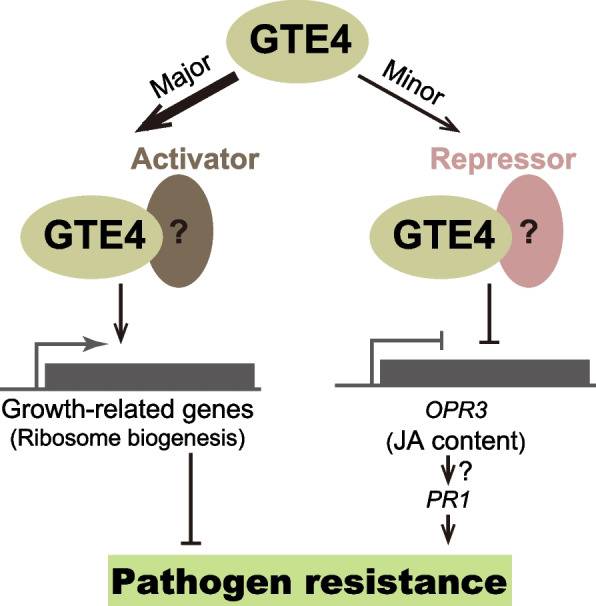 GTE4
Major
Minor
Activator
Repressor
GTE4 ?
GTE4 ?
Growth-related genes
(Ribosome biogenesis)
OPR3
(JA content)
?
PR1
Pathogen resistance